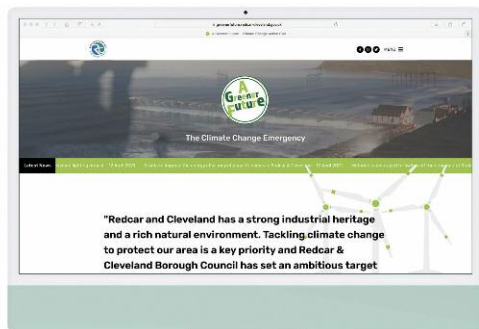 MENU
A
Greener
Future
The Climate Change Emergency
Latest News
"Redcar and Cleveland has a strong industrial heritage
and a rich natural environment. Tackling climate change
to protect our area is a key priority and Redcar &
Cleveland Borough Council has set an ambitious target